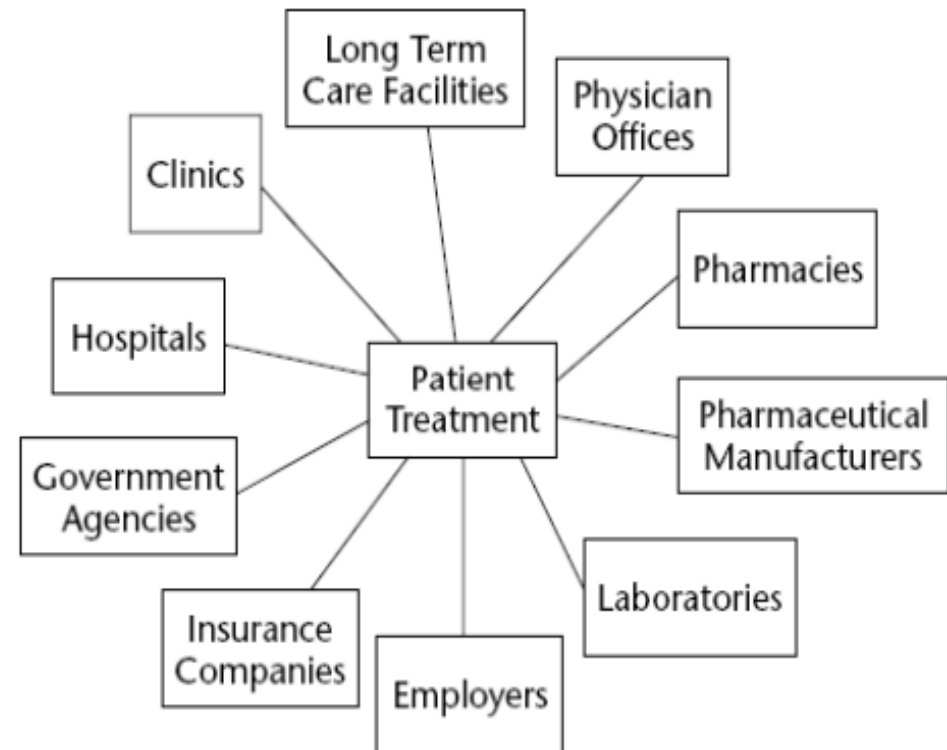 Long Term
Care Facilities
Physician
Offices
Clinics
Pharmacies
Hospitals
Patient
Treatment
Pharmaceutical
Manufacturers
Government
Agencies
Laboratories
Insurance
Companies
Employers